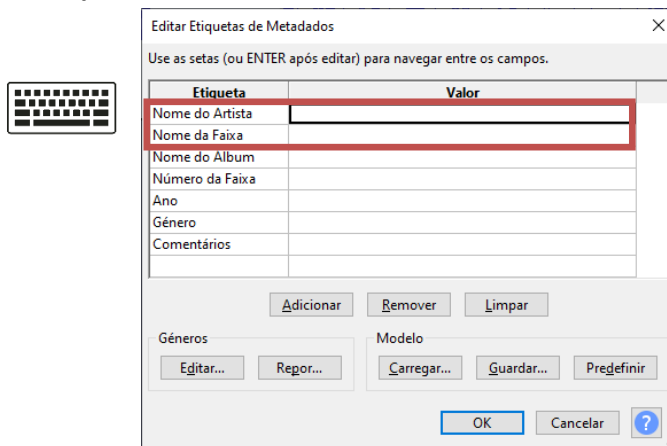 Editar Etiquetas de Metadados
Use as setas (ou ENTER após editar) para navegar entre os campos.
Etiqueta Valor
Nome do Artista
Nome da Faixa
Nome do Álbum
Número da Faixa
Ano
Género
Comentários
Adicionar Remover Limpar
Géneros Modelo
Editar... Repor... Carregar... Guardar... Predefinir
OK Cancelar ?